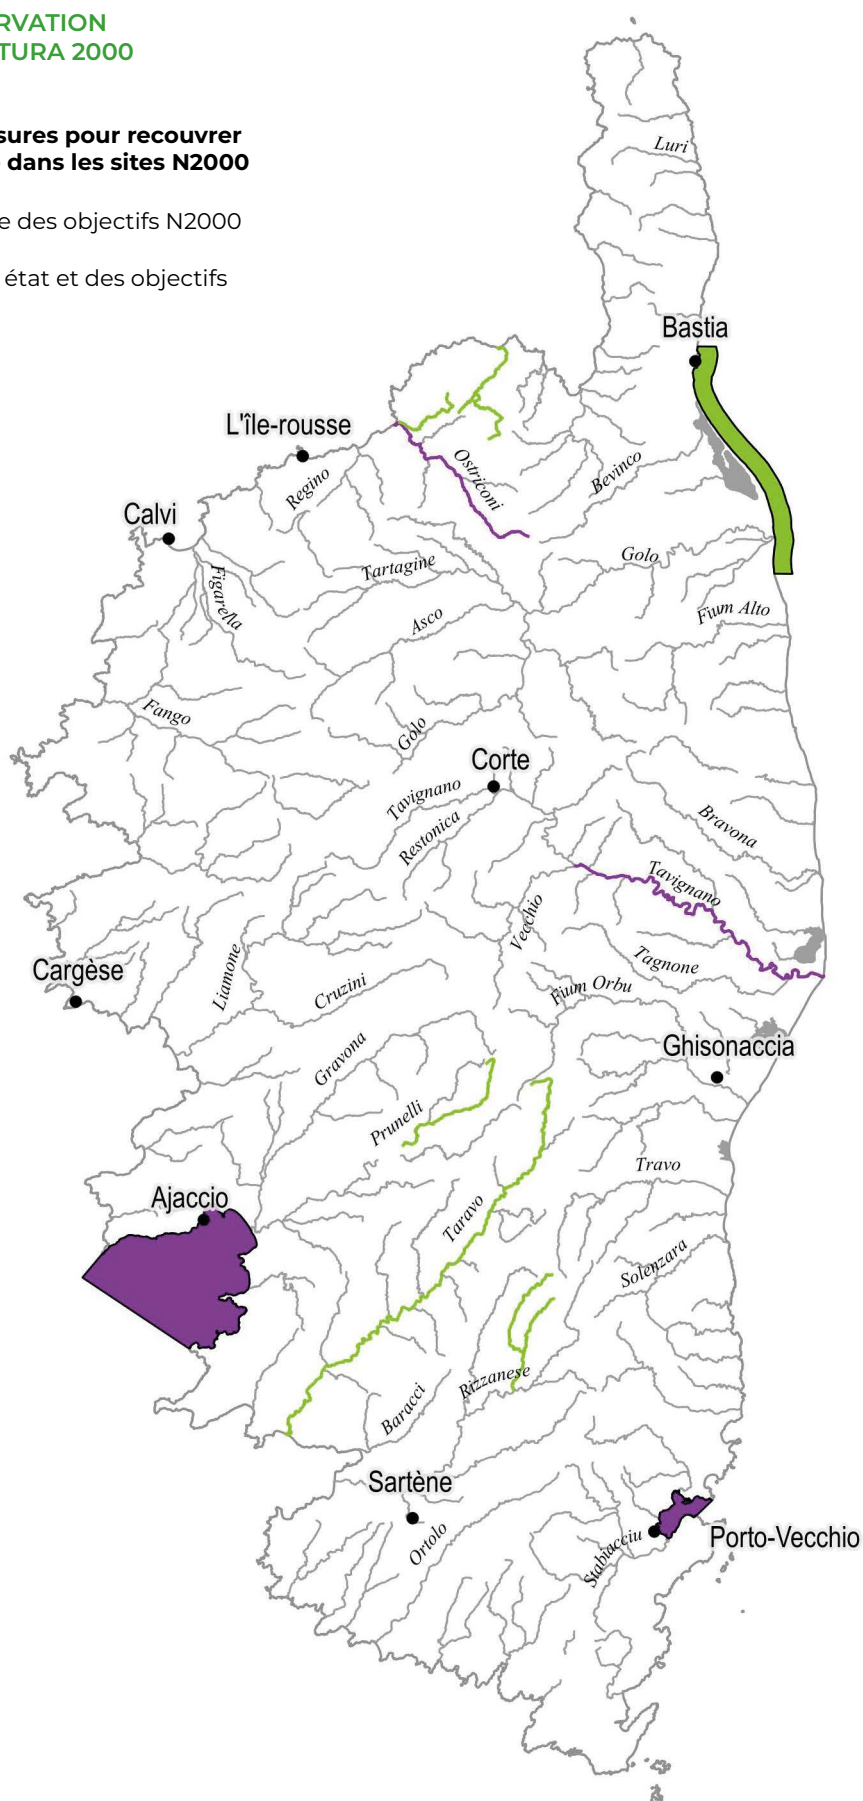 RVATION
TURA 2000
sures pour recouvrer
dans les sites N2000
e des objectifs N2000
état et des objectifs
Luri
Bastia
L'île-rousse
Ostriconi
Bevinco
Regino
Calvi
Golo
Tartagine
Figarella
Fium Alto
Asco
Fango
Golo
Corte
Tavignano
Bravona
Restonica
Tavignano
Vecchio
Tagnone
Cargèse
Liamone
Cruzini
Fium Orbu
Ghisonaccia
Gravona
Prunelli
Travo
Ajaccio
Taravo
Solenzara
Rizzanese
Baracci
Sartène
Ortolo
Stabiacciu
Porto-Vecchio